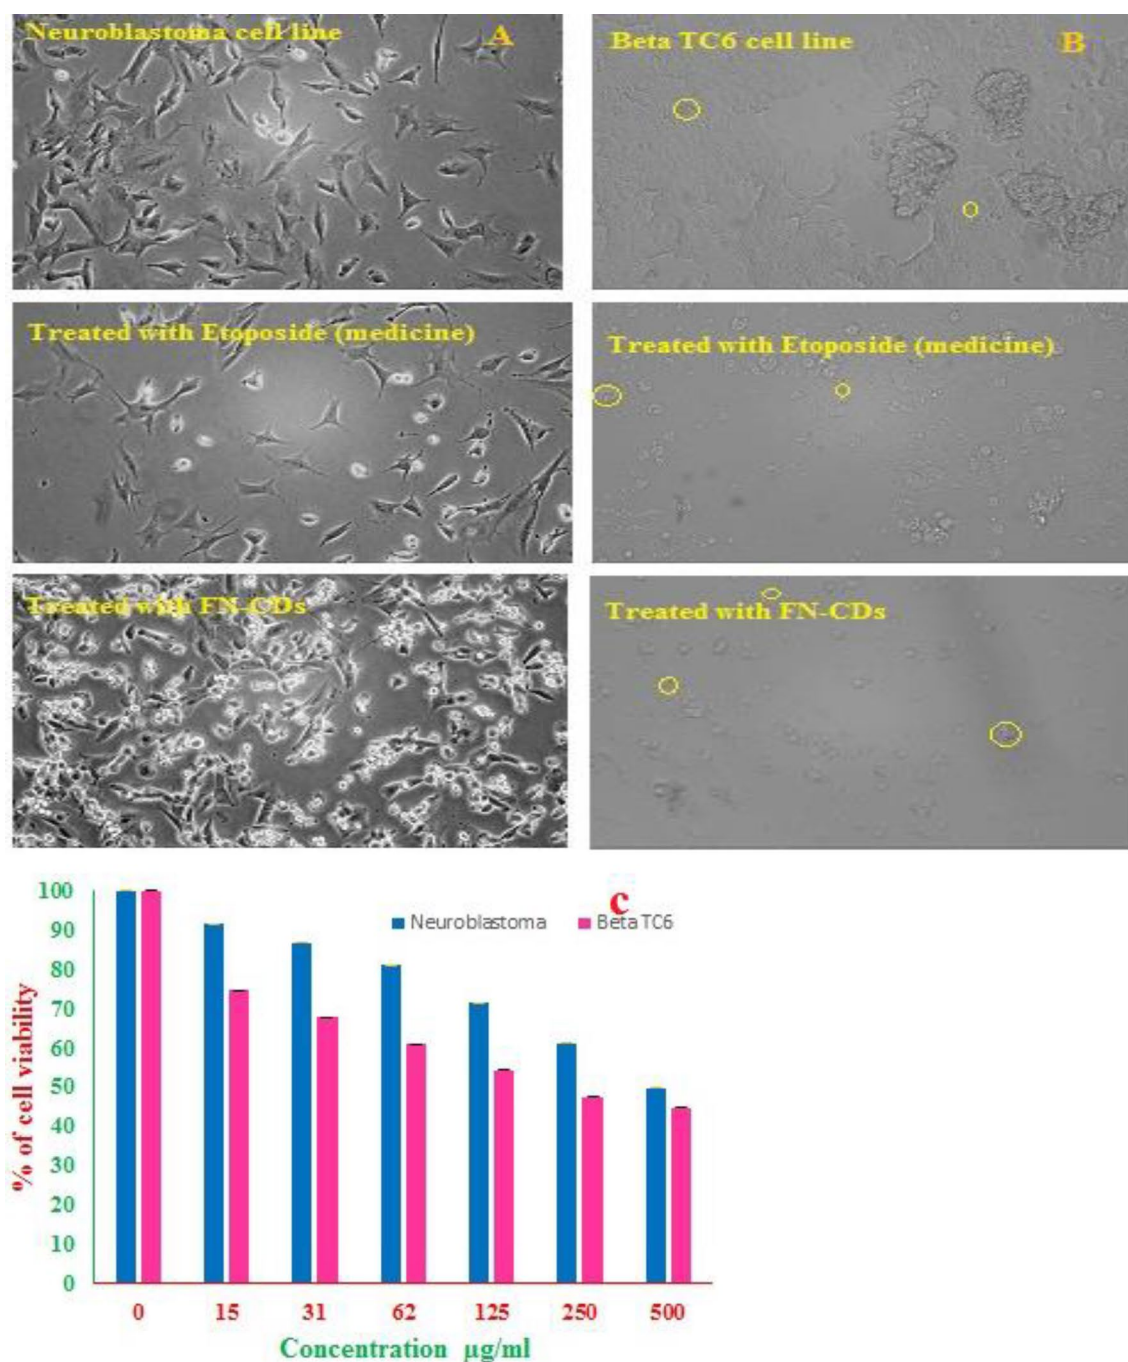 Neuroblastoma cell line A
Beta TC6 cell line B
Treated with Etoposide (medicine)
Treated with Etoposide (medicine)
Treated with FN-CDs
Treated with FN-CDs
c
Neuroblastoma Beta TC6
% of cell viability
100
90
80
70
60
50
40
30
20
10
0
0 15 31 62 125 250 500
Concentration µg/ml